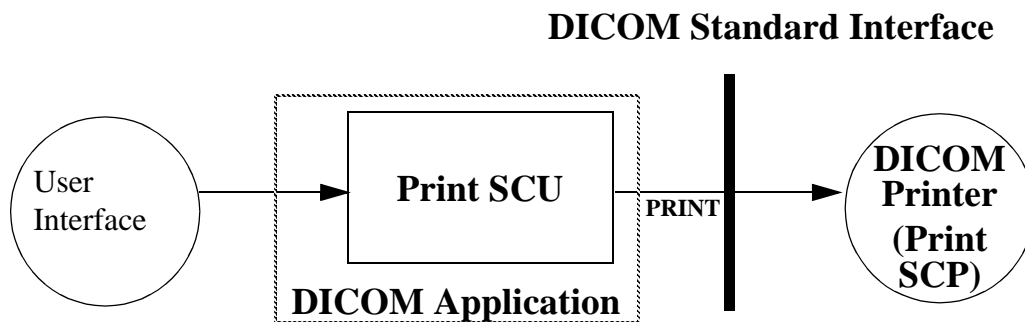 DICOM Standard Interface
User
Interface
Print SCU
PRINT
DICOM Application
DICOM
Printer
(Print
SCP)